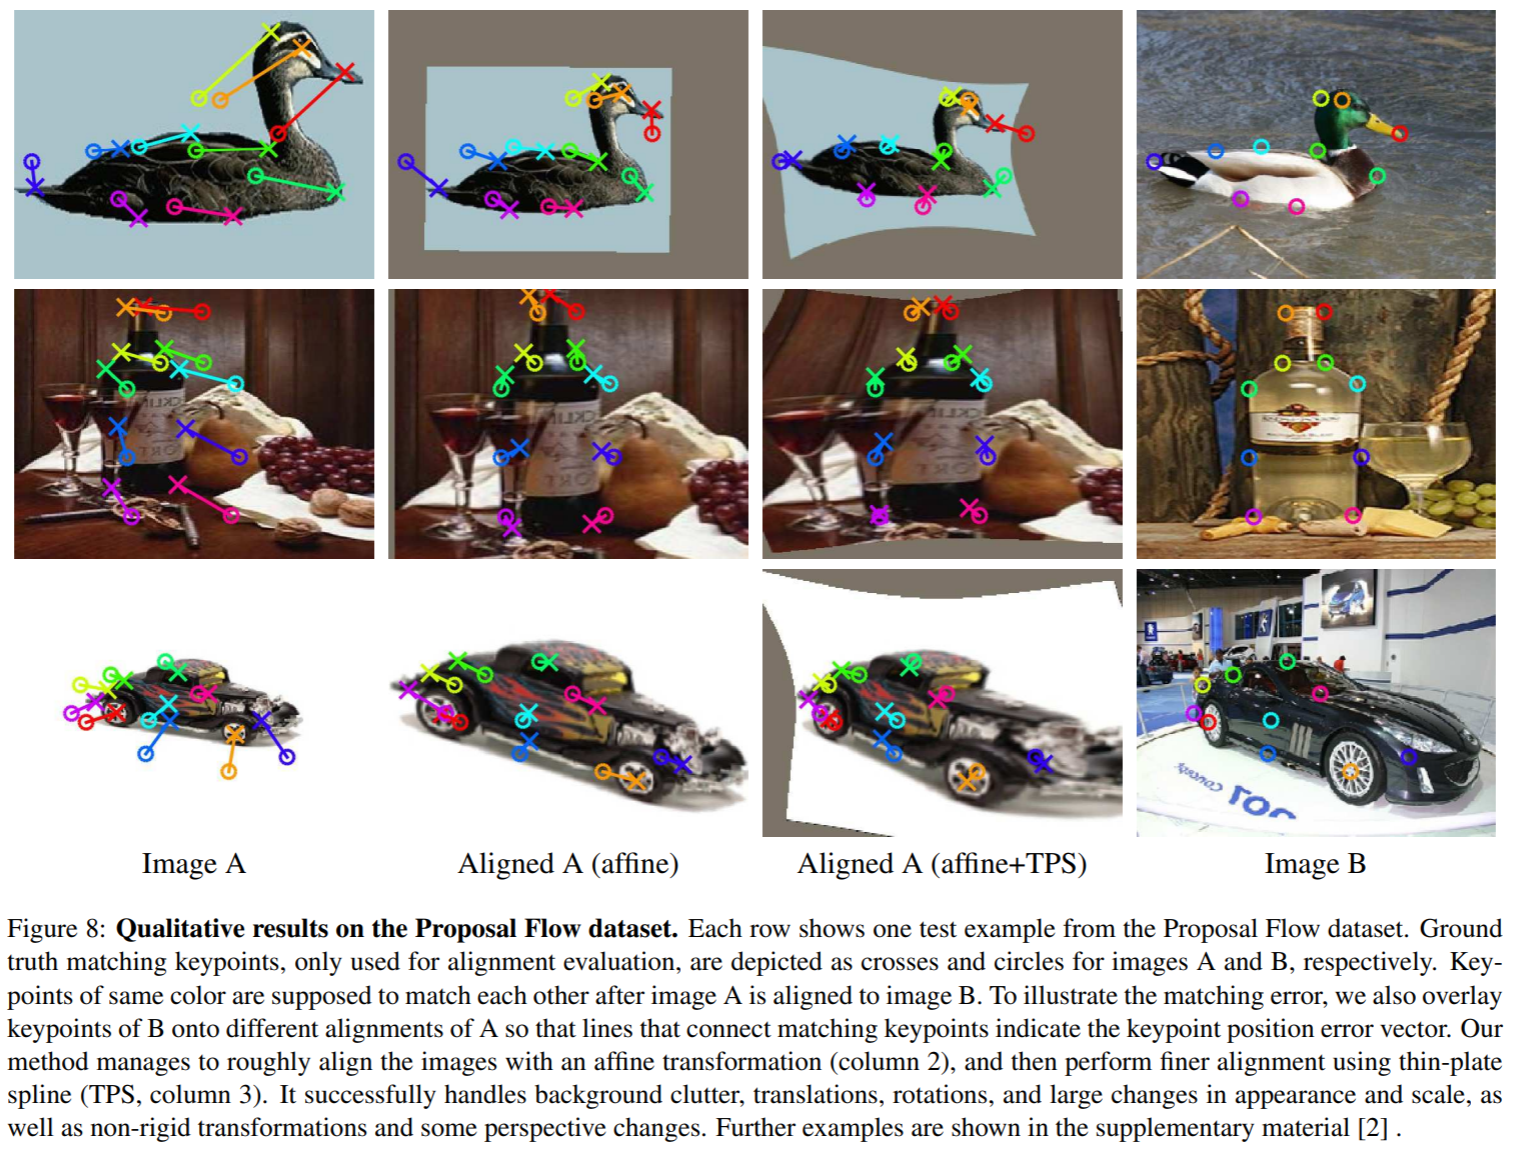 Image A
Aligned A (affine)
Aligned A (affine+TPS)
Image B
Figure 8: Qualitative results on the Proposal Flow dataset. Each row shows one test example from the Proposal Flow dataset. Ground
truth matching keypoints, only used for alignment evaluation, are depicted as crosses and circles for images A and B, respectively. Key-
points of same color are supposed to match each other after image A is aligned to image B. To illustrate the matching error, we also overlay
keypoints of B onto different alignments of A so that lines that connect matching keypoints indicate the keypoint position error vector. Our
method manages to roughly align the images with an affine transformation (column 2), and then perform finer alignment using thin-plate
spline (TPS, column 3). It successfully handles background clutter, translations, rotations, and large changes in appearance and scale, as
well as non-rigid transformations and some perspective changes. Further examples are shown in the supplementary material [2] .